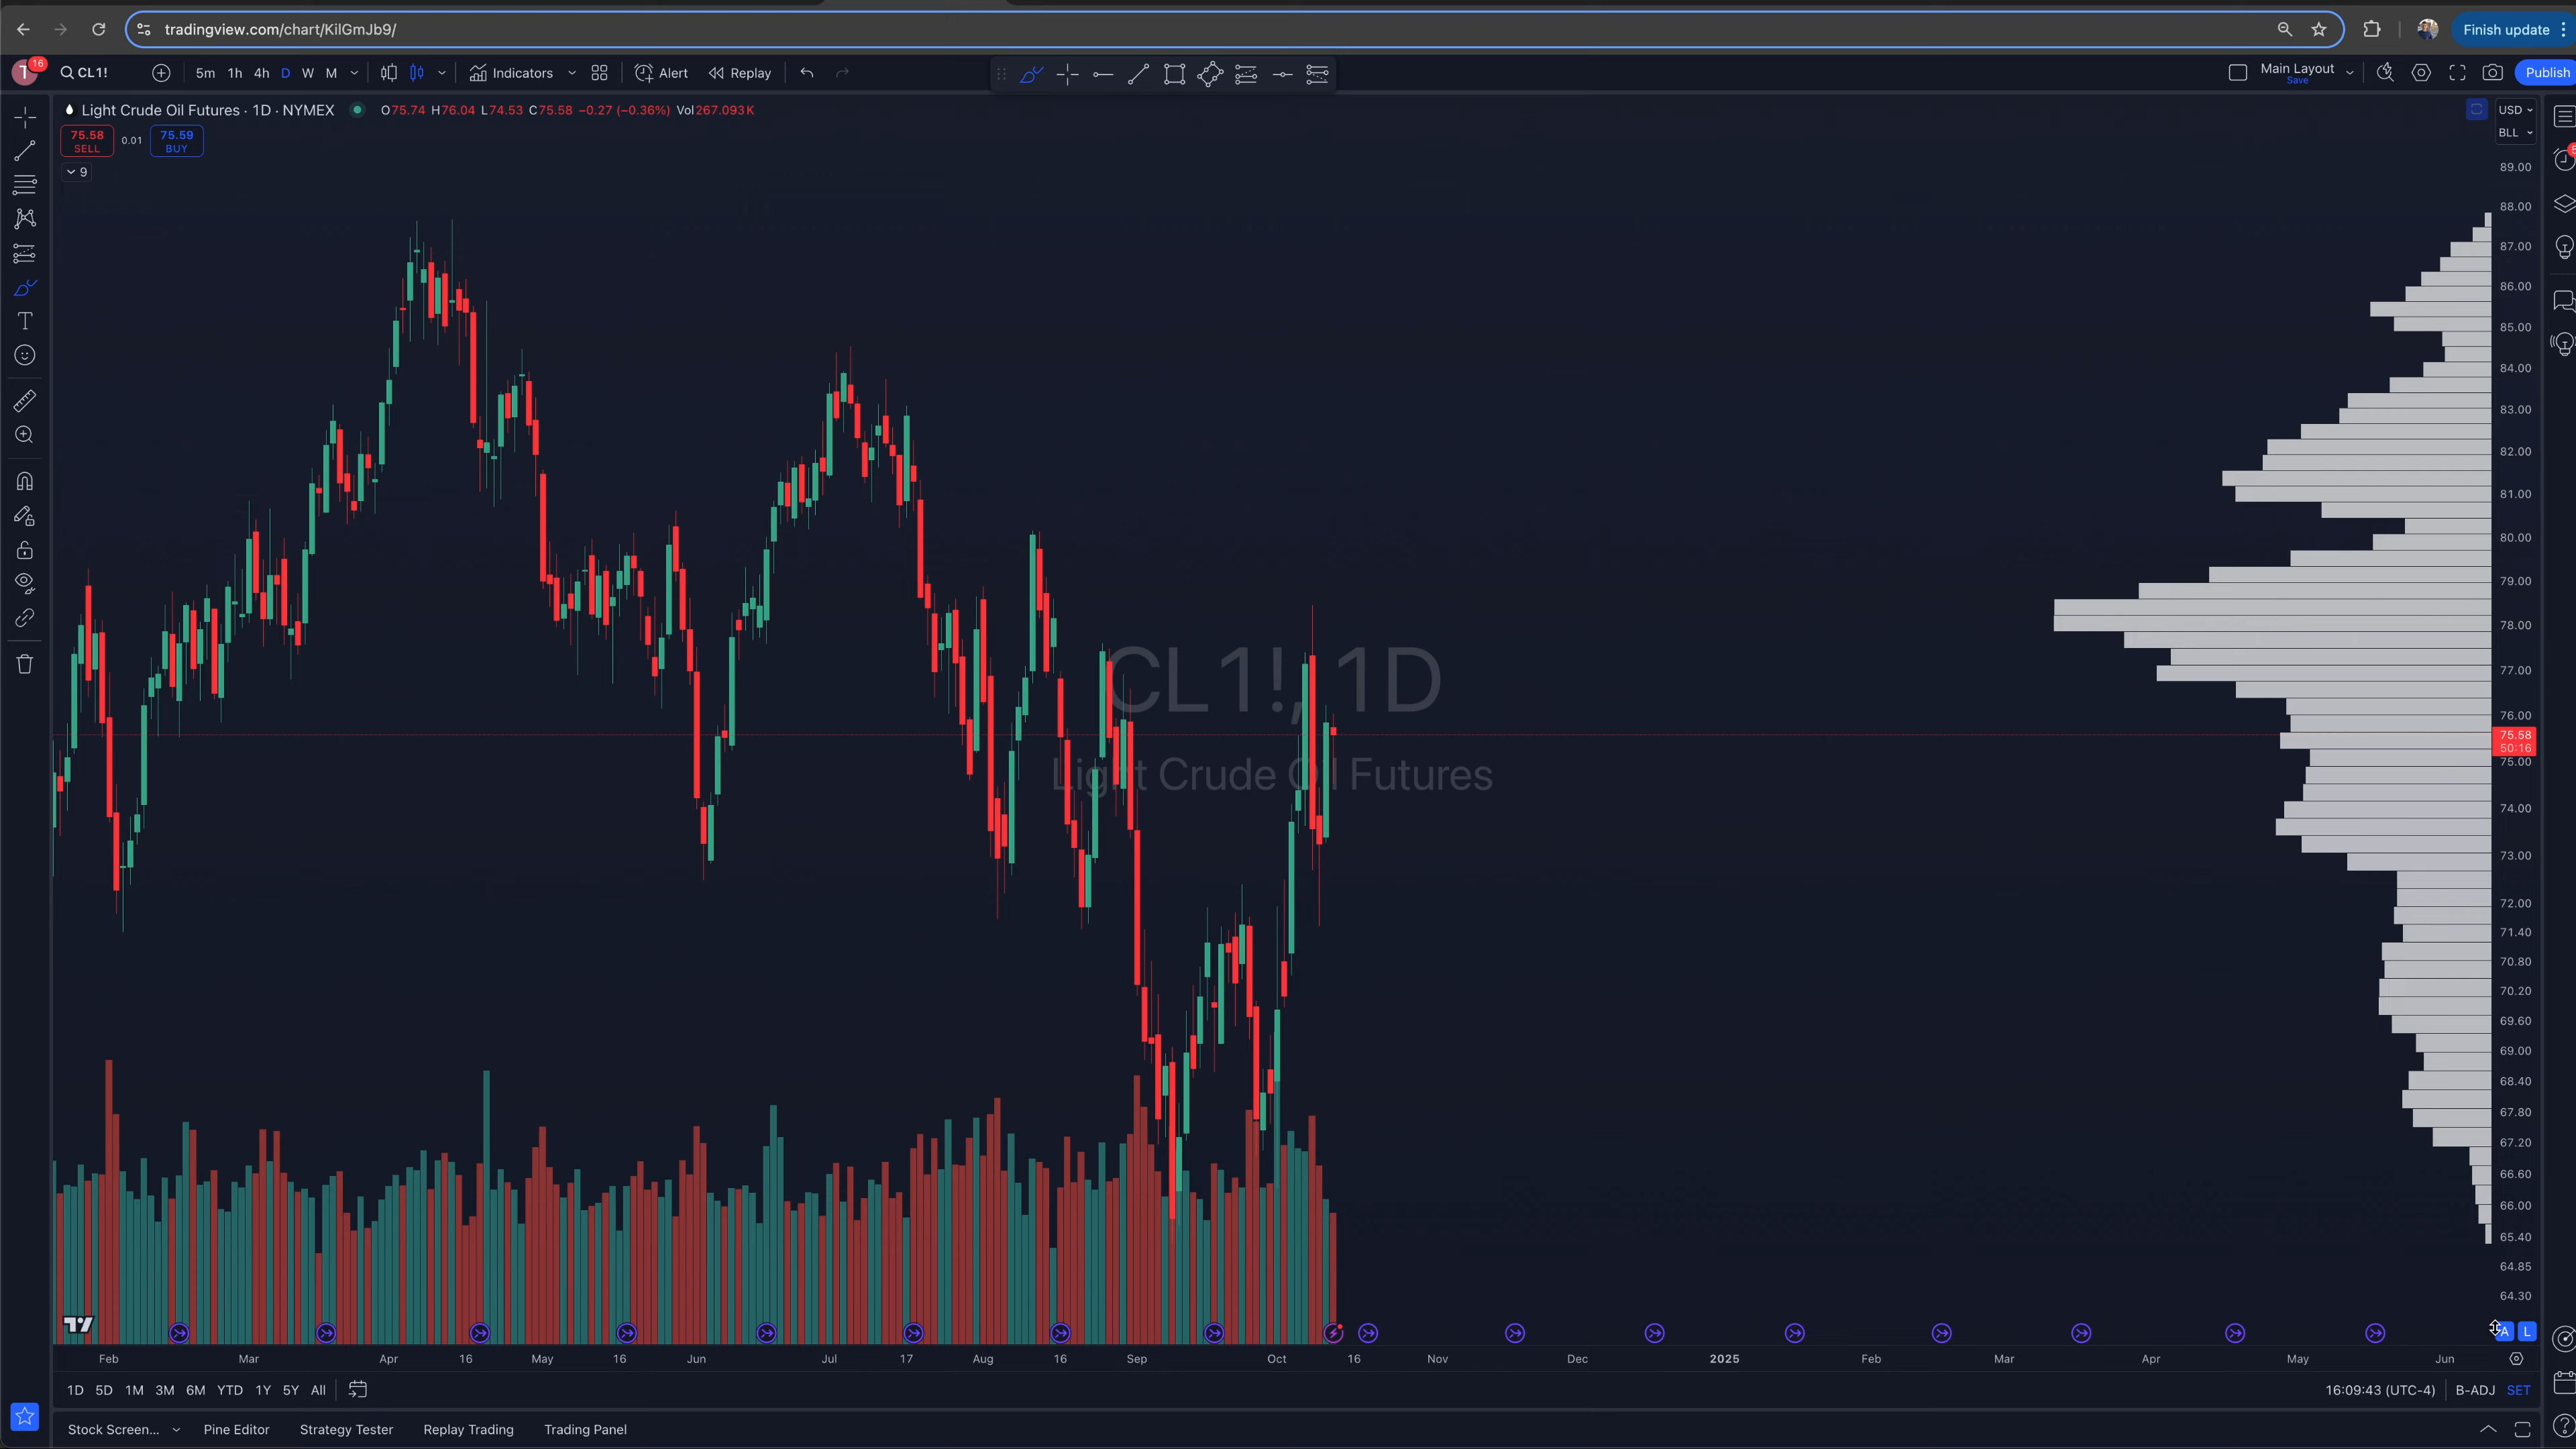 tradingview.com/chart/KilGmJb9/
Finish update
T
16
CL1!
5m 1h 4h D W M
Indicators
Alert
Replay
Main Layout
Save
Publish
Light Crude Oil Futures · 1D · NYMEX
O75.74 H76.04 L74.53 C75.58 −0.27 (−0.36%) Vol267.093K
75.58
SELL
0.01
75.59
BUY
9
USD
BLL
89.00
88.00
87.00
86.00
85.00
84.00
83.00
82.00
81.00
80.00
79.00
78.00
77.00
76.00
75.58
50:16
75.00
74.00
73.00
72.00
71.40
70.80
70.20
69.60
69.00
68.40
67.80
67.20
66.60
66.00
65.40
64.85
64.30
CL1!, 1D
Light Crude Oil Futures
A L
Feb Mar Apr 16 May 16 Jun Jul 17 Aug 16 Sep Oct 16 Nov Dec 2025 Feb Mar Apr May Jun
1D 5D 1M 3M 6M YTD 1Y 5Y All
16:09:43 (UTC-4) B-ADJ SET
Stock Screen... Pine Editor Strategy Tester Replay Trading Trading Panel